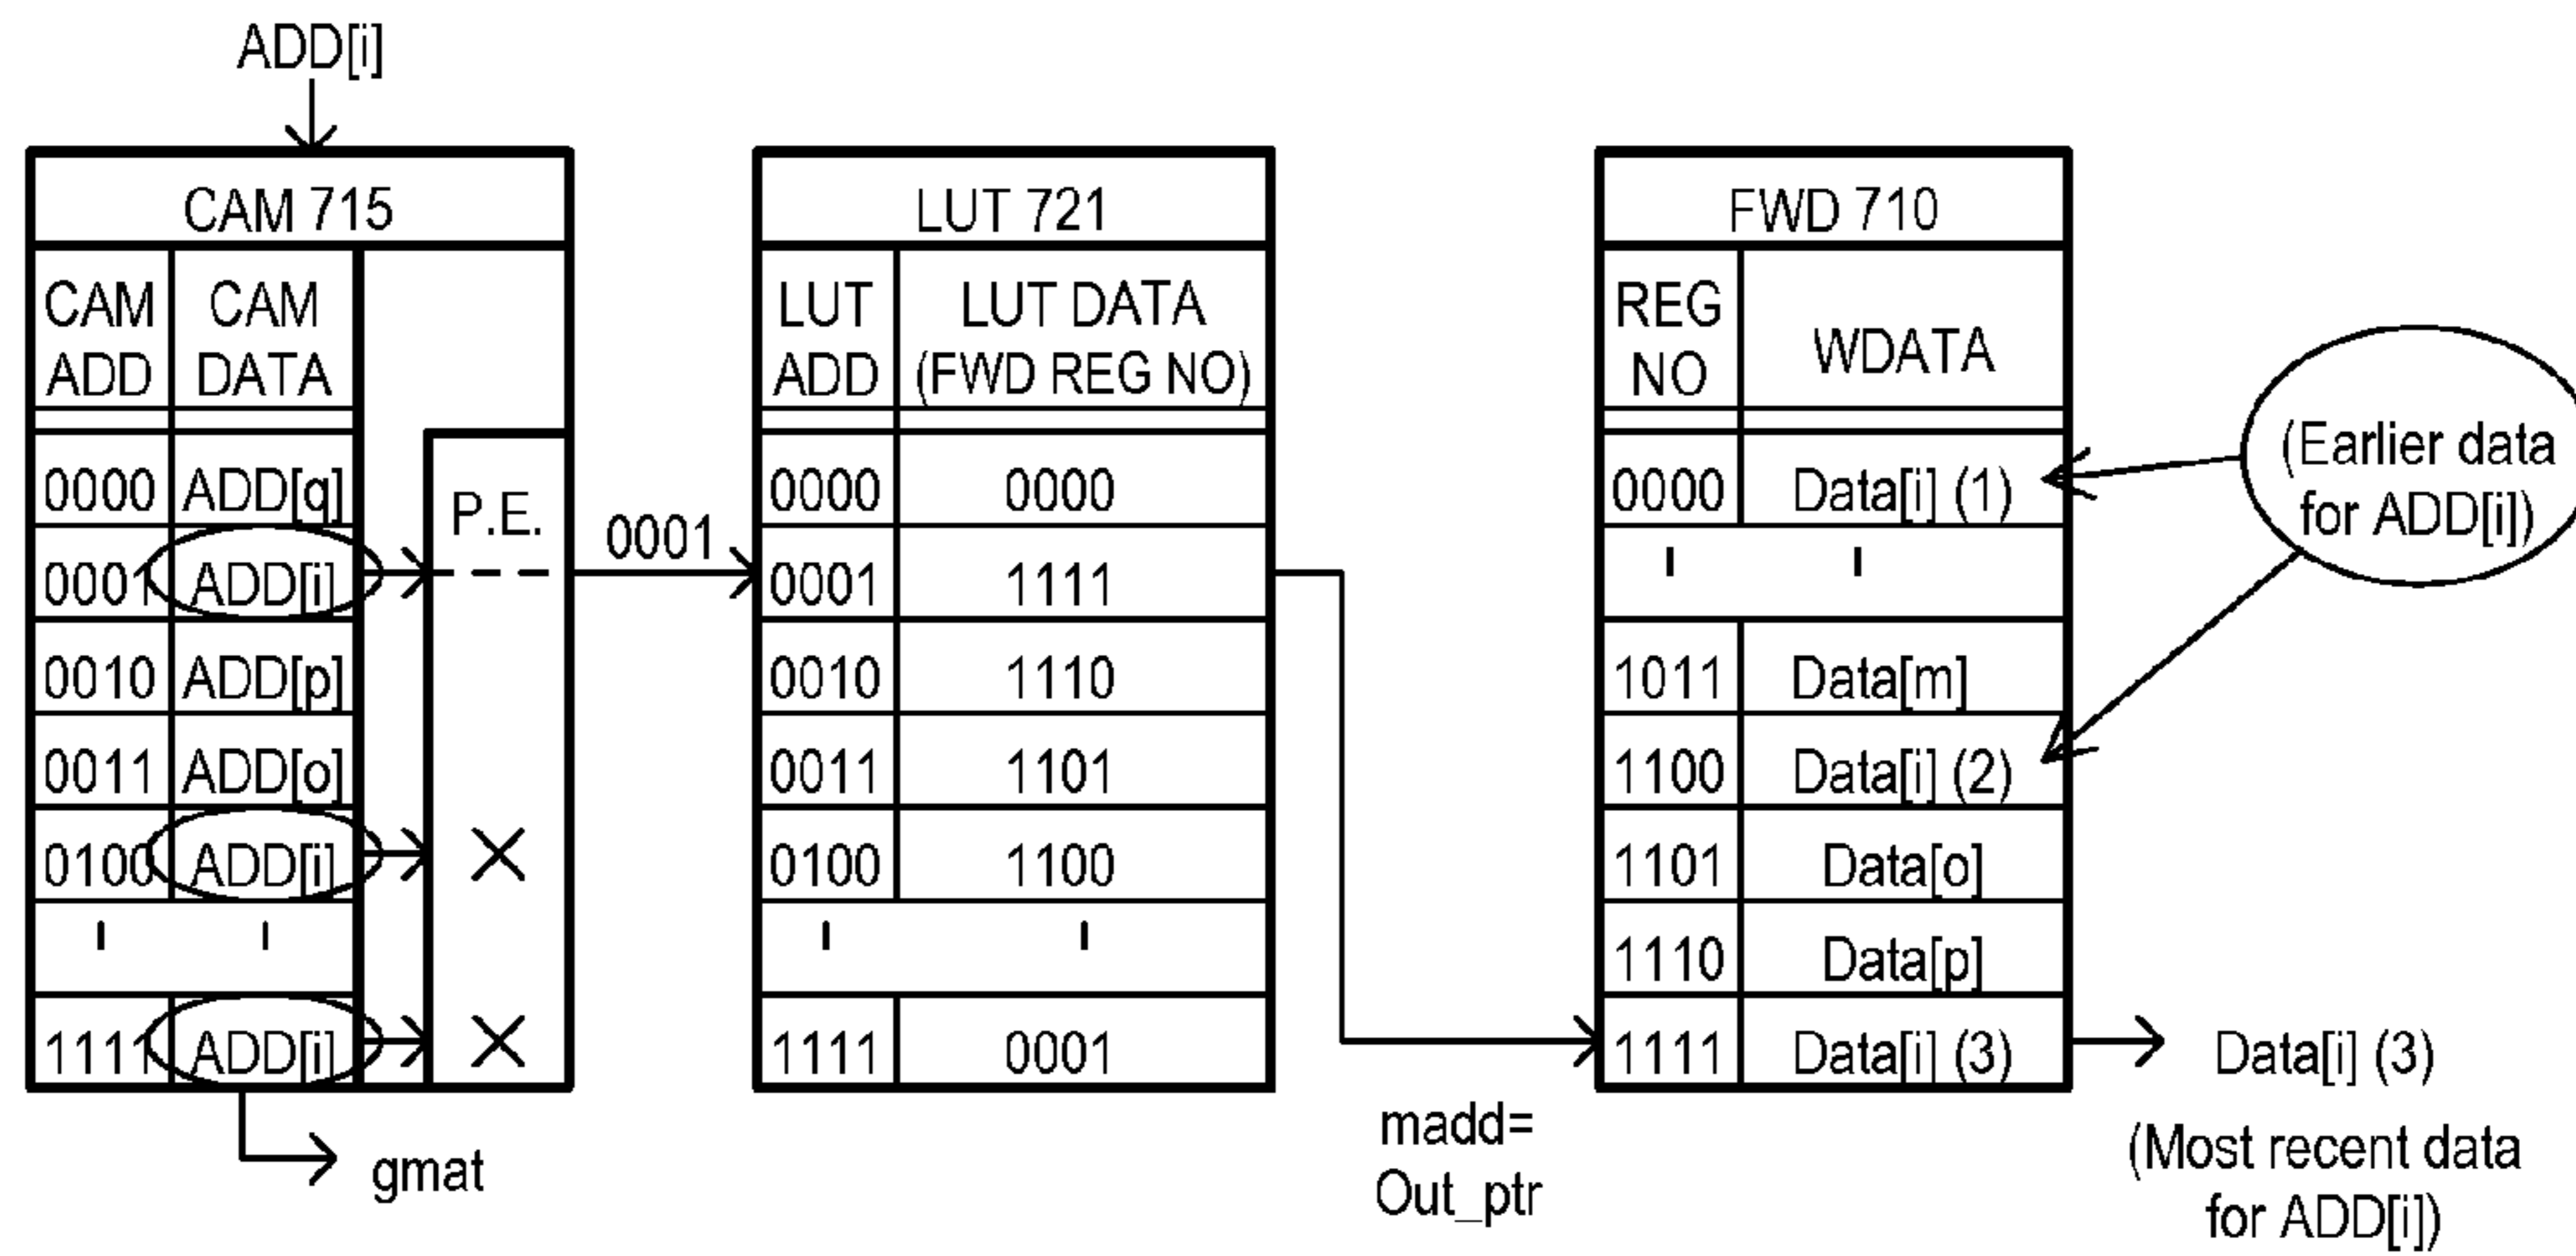 ADD[i]
CAM 715
CAM ADD CAM DATA
0000 ADD[q]
0001 ADD[i]
0010 ADD[p]
0011 ADD[o]
0100 ADD[i]
1111 ADD[i]
P.E.
gmat
0001
LUT 721
LUT ADD LUT DATA (FWD REG NO)
0000 0000
0001 1111
0010 1110
0011 1101
0100 1100
1111 0001
madd=
Out_ptr
FWD 710
REG NO WDATA
0000 Data[i] (1)
1011 Data[m]
1100 Data[i] (2)
1101 Data[o]
1110 Data[p]
1111 Data[i] (3)
(Earlier data
for ADD[i])
Data[i] (3)
(Most recent data
for ADD[i])